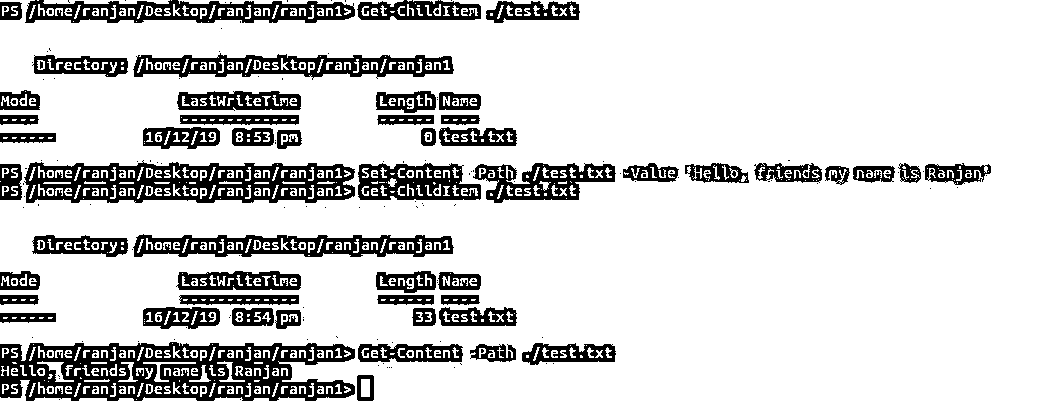 PS /home/ranjan/Desktop/ranjan/ranjan1> Get-ChildItem ./test.txt
Directory: /home/ranjan/Desktop/ranjan/ranjan1
Mode LastWriteTime Length Name
---- ------------- ------ ----
------ 16/12/19 8:53 pm 0 test.txt
PS /home/ranjan/Desktop/ranjan/ranjan1> Set-Content -Path ./test.txt -Value 'Hello, friends my name is Ranjan'
PS /home/ranjan/Desktop/ranjan/ranjan1> Get-ChildItem ./test.txt
Directory: /home/ranjan/Desktop/ranjan/ranjan1
Mode LastWriteTime Length Name
---- ------------- ------ ----
------ 16/12/19 8:54 pm 33 test.txt
PS /home/ranjan/Desktop/ranjan/ranjan1> Get-Content -Path ./test.txt
Hello, friends my name is Ranjan
PS /home/ranjan/Desktop/ranjan/ranjan1>